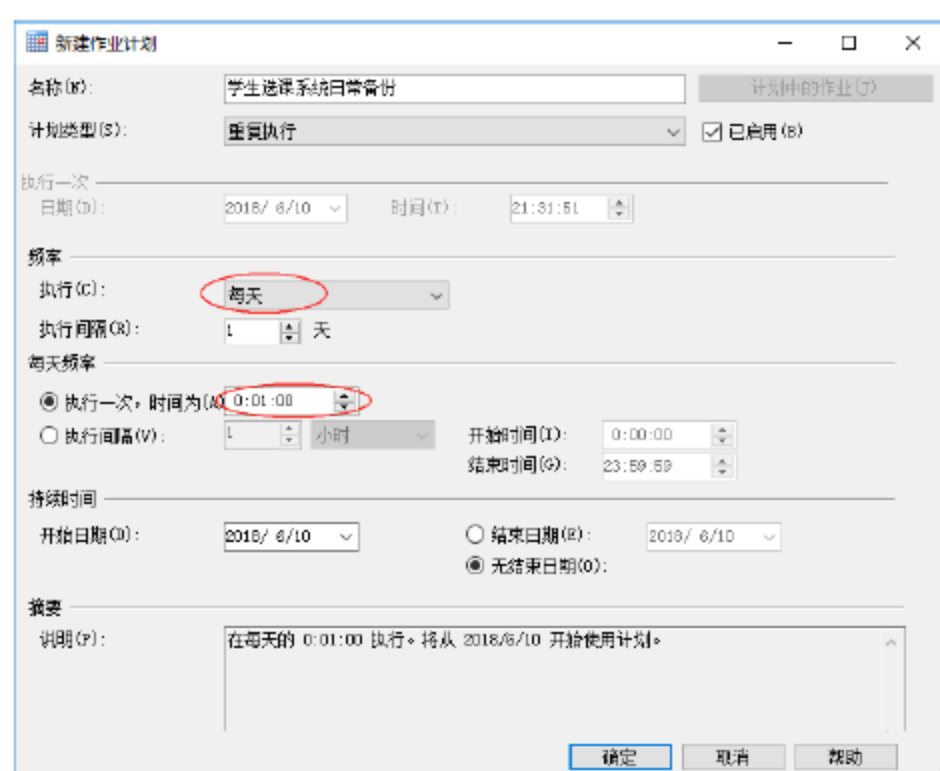 新建作业计划
名称(N): 学生选课系统日常备份 计划中的作业(J)
计划类型(S): 重复执行 已启用(B)
执行一次
日期(D): 2018/ 6/10 时间(T): 21:31:51
频率
执行(C): 每天
执行间隔(R): 1 天
每天频率
执行一次，时间为(A) 0:01:00
执行间隔(V): 1 小时 开始时间(I): 0:00:00
结束时间(G): 23:59:59
持续时间
开始日期(D): 2018/ 6/10 结束日期(E): 2018/ 6/10
无结束日期(O):
摘要
说明(P): 在每天的 0:01:00 执行。将从 2018/6/10 开始使用计划。
确定 取消 帮助